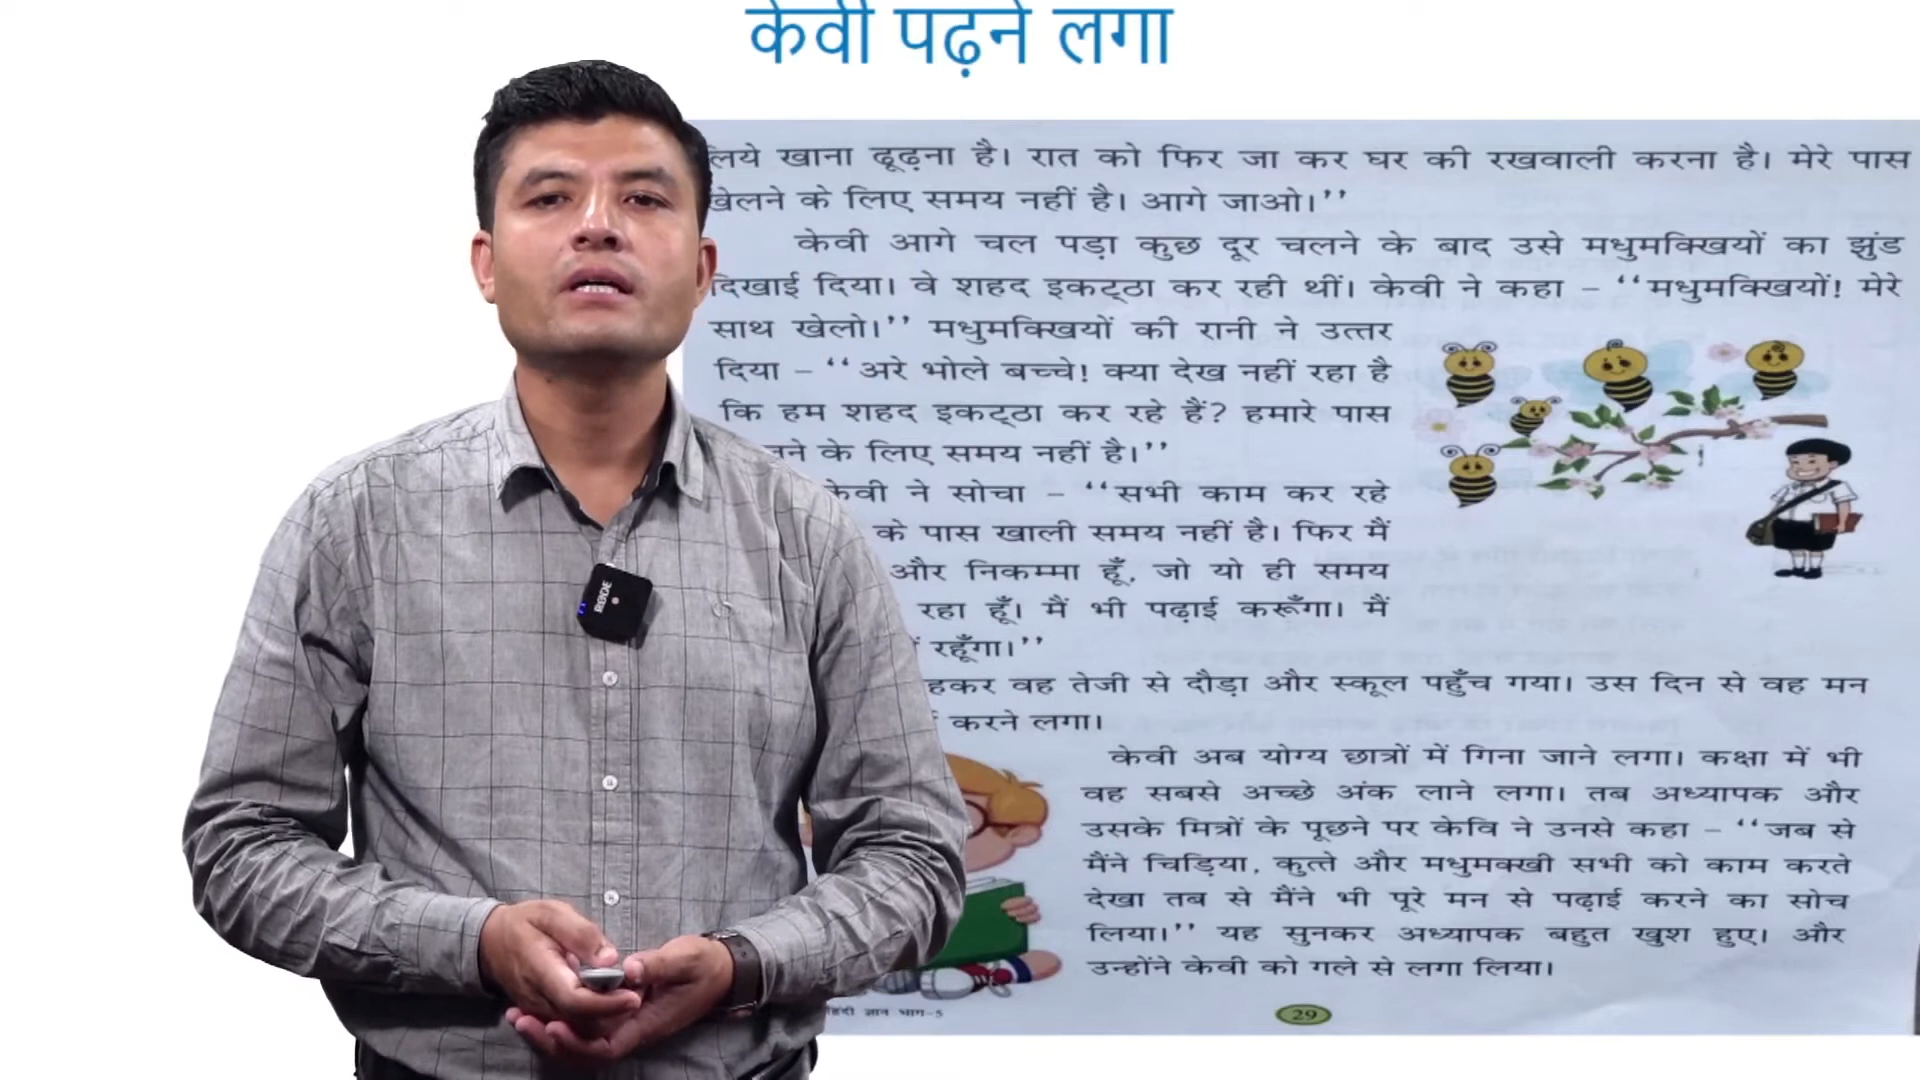 केवी पढ़ने लगा
लिये खाना ढूढ़ना है। रात को फिर जा कर घर की रखवाली करना है। मेरे पास
खेलने के लिए समय नहीं है। आगे जाओ।’’
केवी आगे चल पड़ा कुछ दूर चलने के बाद उसे मधुमक्खियों का झुंड
दिखाई दिया। वे शहद इकट्ठा कर रही थीं। केवी ने कहा – ‘‘मधुमक्खियों! मेरे
साथ खेलो।’’ मधुमक्खियों की रानी ने उत्तर
दिया – ‘‘अरे भोले बच्चे! क्या देख नहीं रहा है
कि हम शहद इकट्ठा कर रहे हैं? हमारे पास
के लिए समय नहीं है।’’
केवी ने सोचा – ‘‘सभी काम कर रहे
के पास खाली समय नहीं है। फिर मैं
और निकम्मा हूँ, जो यो ही समय
रहा हूँ। मैं भी पढ़ाई करूँगा। मैं
रहूँगा।’’
वह तेजी से दौड़ा और स्कूल पहुँच गया। उस दिन से वह मन
करने लगा।
केवी अब योग्य छात्रों में गिना जाने लगा। कक्षा में भी
वह सबसे अच्छे अंक लाने लगा। तब अध्यापक और
उसके मित्रों के पूछने पर केवि ने उनसे कहा – ‘‘जब से
मैंने चिड़िया, कुत्ते और मधुमक्खी सभी को काम करते
देखा तब से मैंने भी पूरे मन से पढ़ाई करने का सोच
लिया।’’ यह सुनकर अध्यापक बहुत खुश हुए। और
उन्होंने केवी को गले से लगा लिया।
हिंदी ज्ञान भाग-5
29
RODE